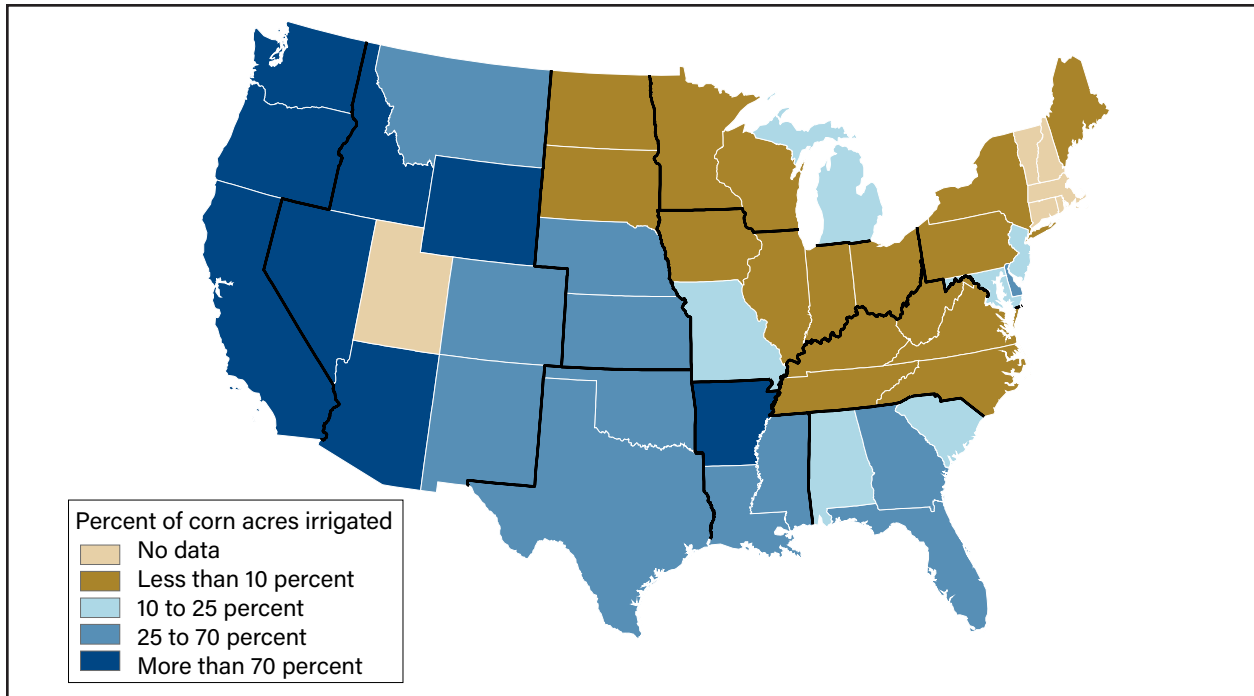 Percent of corn acres irrigated
No data
Less than 10 percent
10 to 25 percent
25 to 70 percent
More than 70 percent